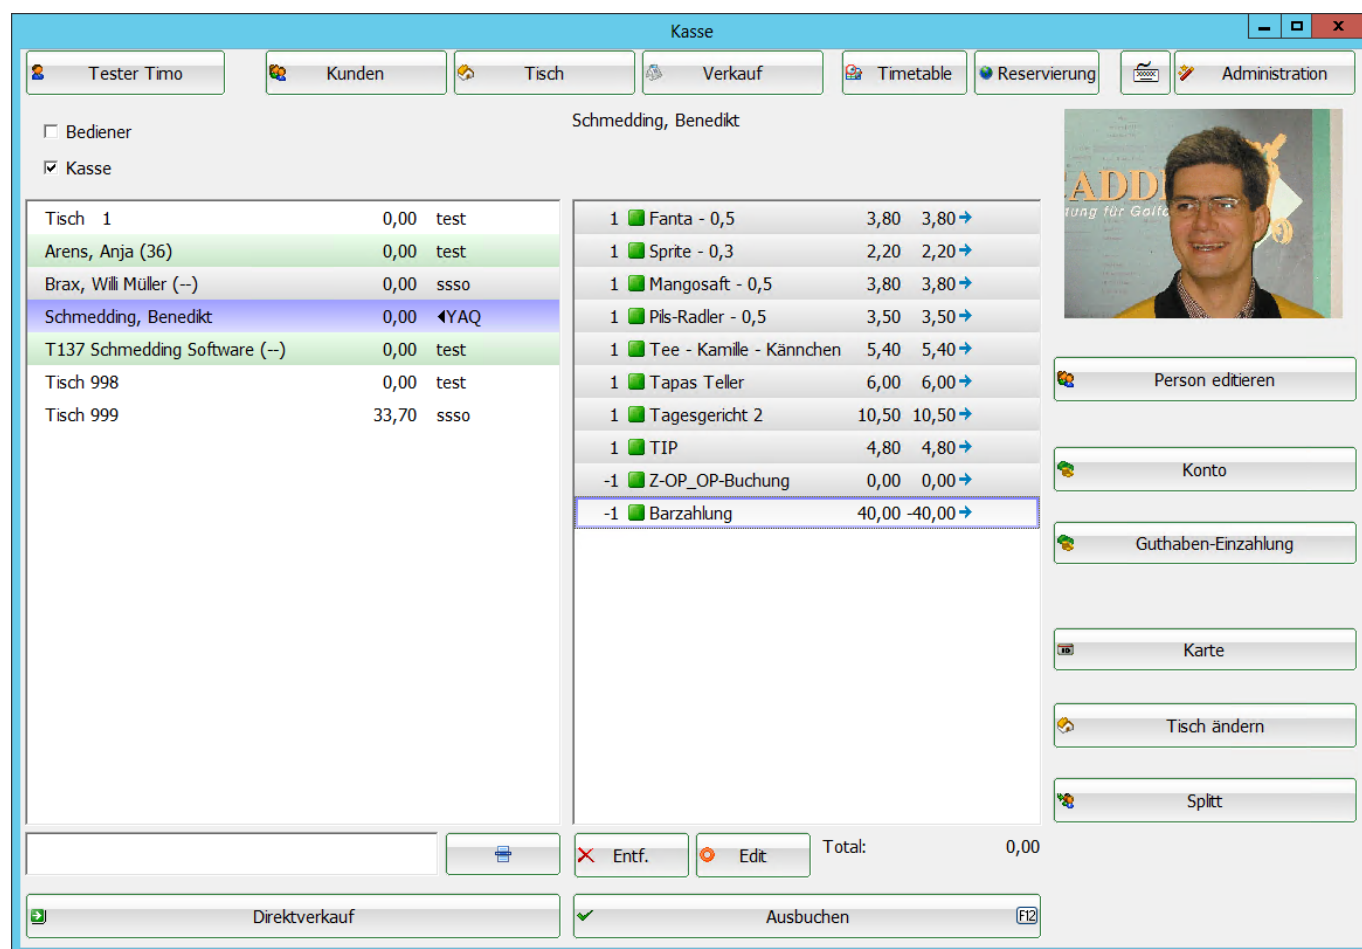 Kasse
Tester Timo Kunden Tisch Verkauf Timetable Reservierung Administration
Schmedding, Benedikt
Bediener
Kasse
Tisch 1 0,00 test
Arens, Anja (36) 0,00 test
Brax, Willi Müller (--) 0,00 ssso
Schmedding, Benedikt 0,00 YAQ
T137 Schmedding Software (--) 0,00 test
Tisch 998 0,00 test
Tisch 999 33,70 ssso
1 Fanta - 0,5 3,80 3,80
1 Sprite - 0,3 2,20 2,20
1 Mangosaft - 0,5 3,80 3,80
1 Pils-Radler - 0,5 3,50 3,50
1 Tee - Kamille - Kännchen 5,40 5,40
1 Tapas Teller 6,00 6,00
1 Tagesgericht 2 10,50 10,50
1 TIP 4,80 4,80
-1 Z-OP_OP-Buchung 0,00 0,00
-1 Barzahlung 40,00 -40,00
ADD
für Golf
Person editieren
Konto
Guthaben-Einzahlung
Karte
Tisch ändern
Splitt
Entf. Edit Total: 0,00
Direktverkauf Ausbuchen F12